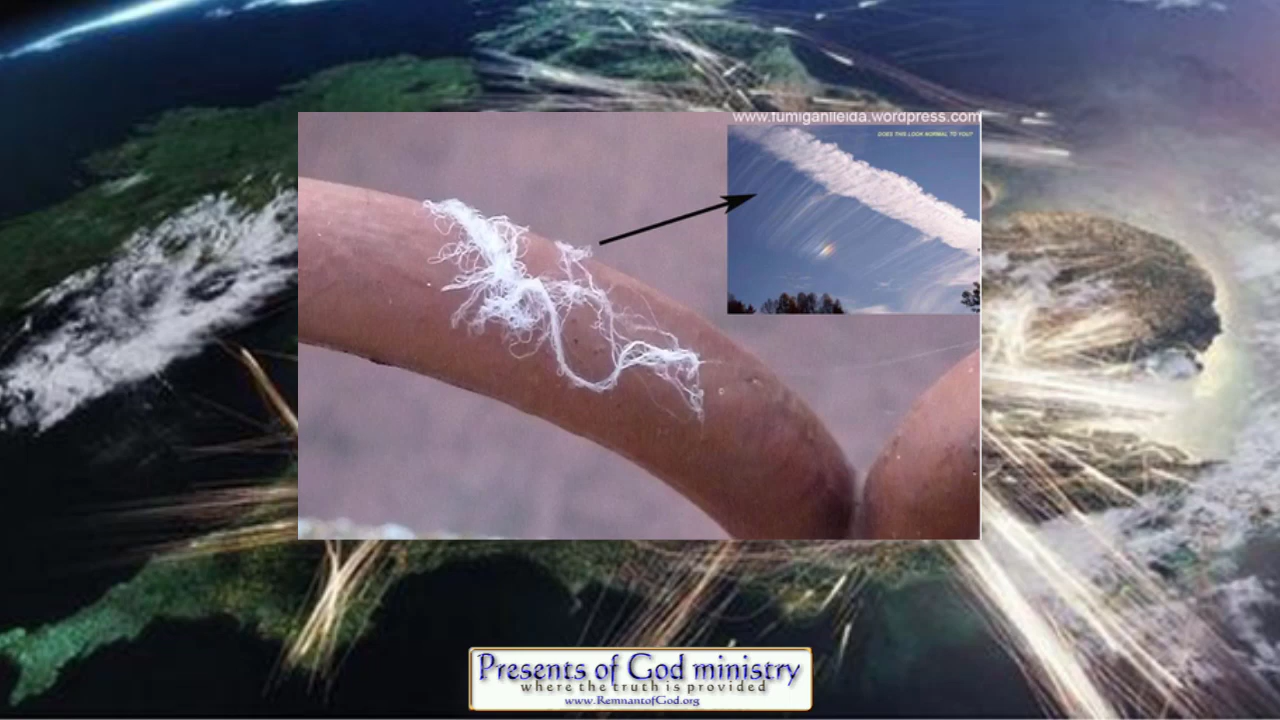 www.fumiganlleida.wordpress.com
DOES THIS LOOK NORMAL TO YOU?
Presents of God ministry
where the truth is provided
www.RemnantofGod.org